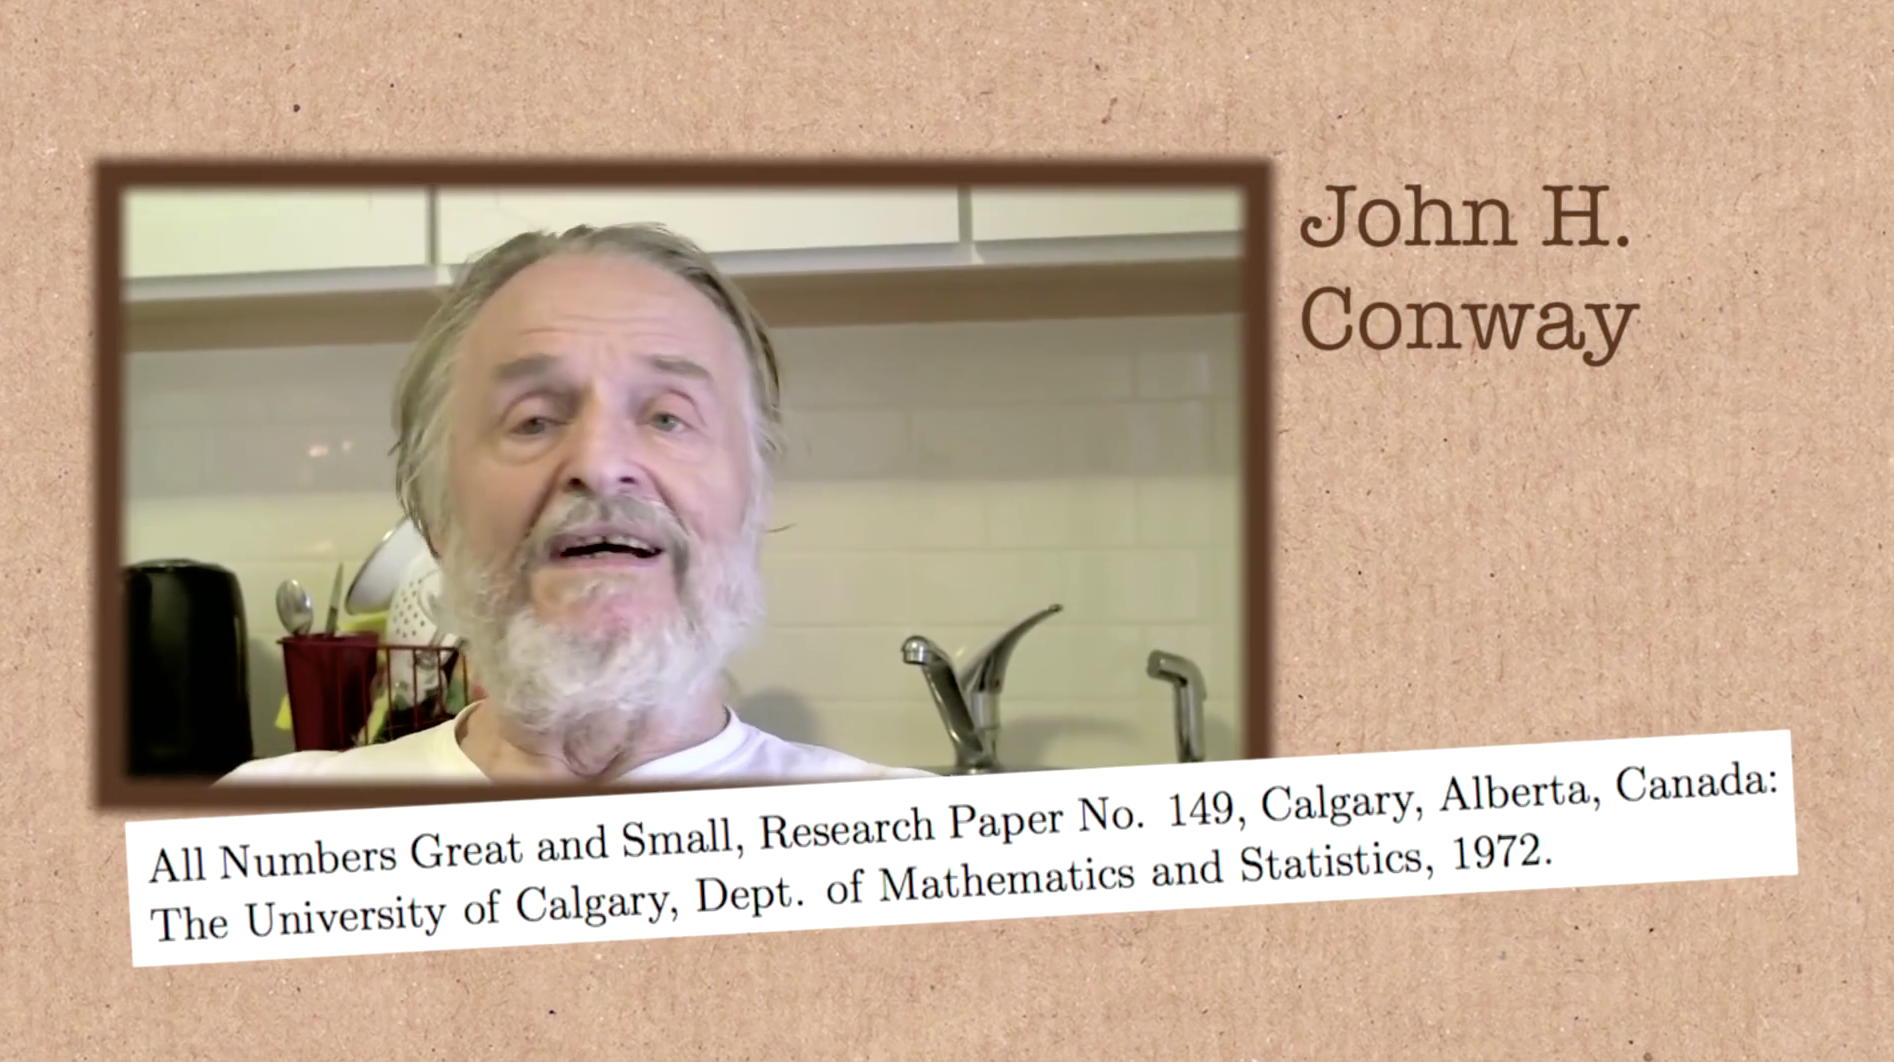 John H.
Conway
All Numbers Great and Small, Research Paper No. 149, Calgary, Alberta, Canada:
The University of Calgary, Dept. of Mathematics and Statistics, 1972.